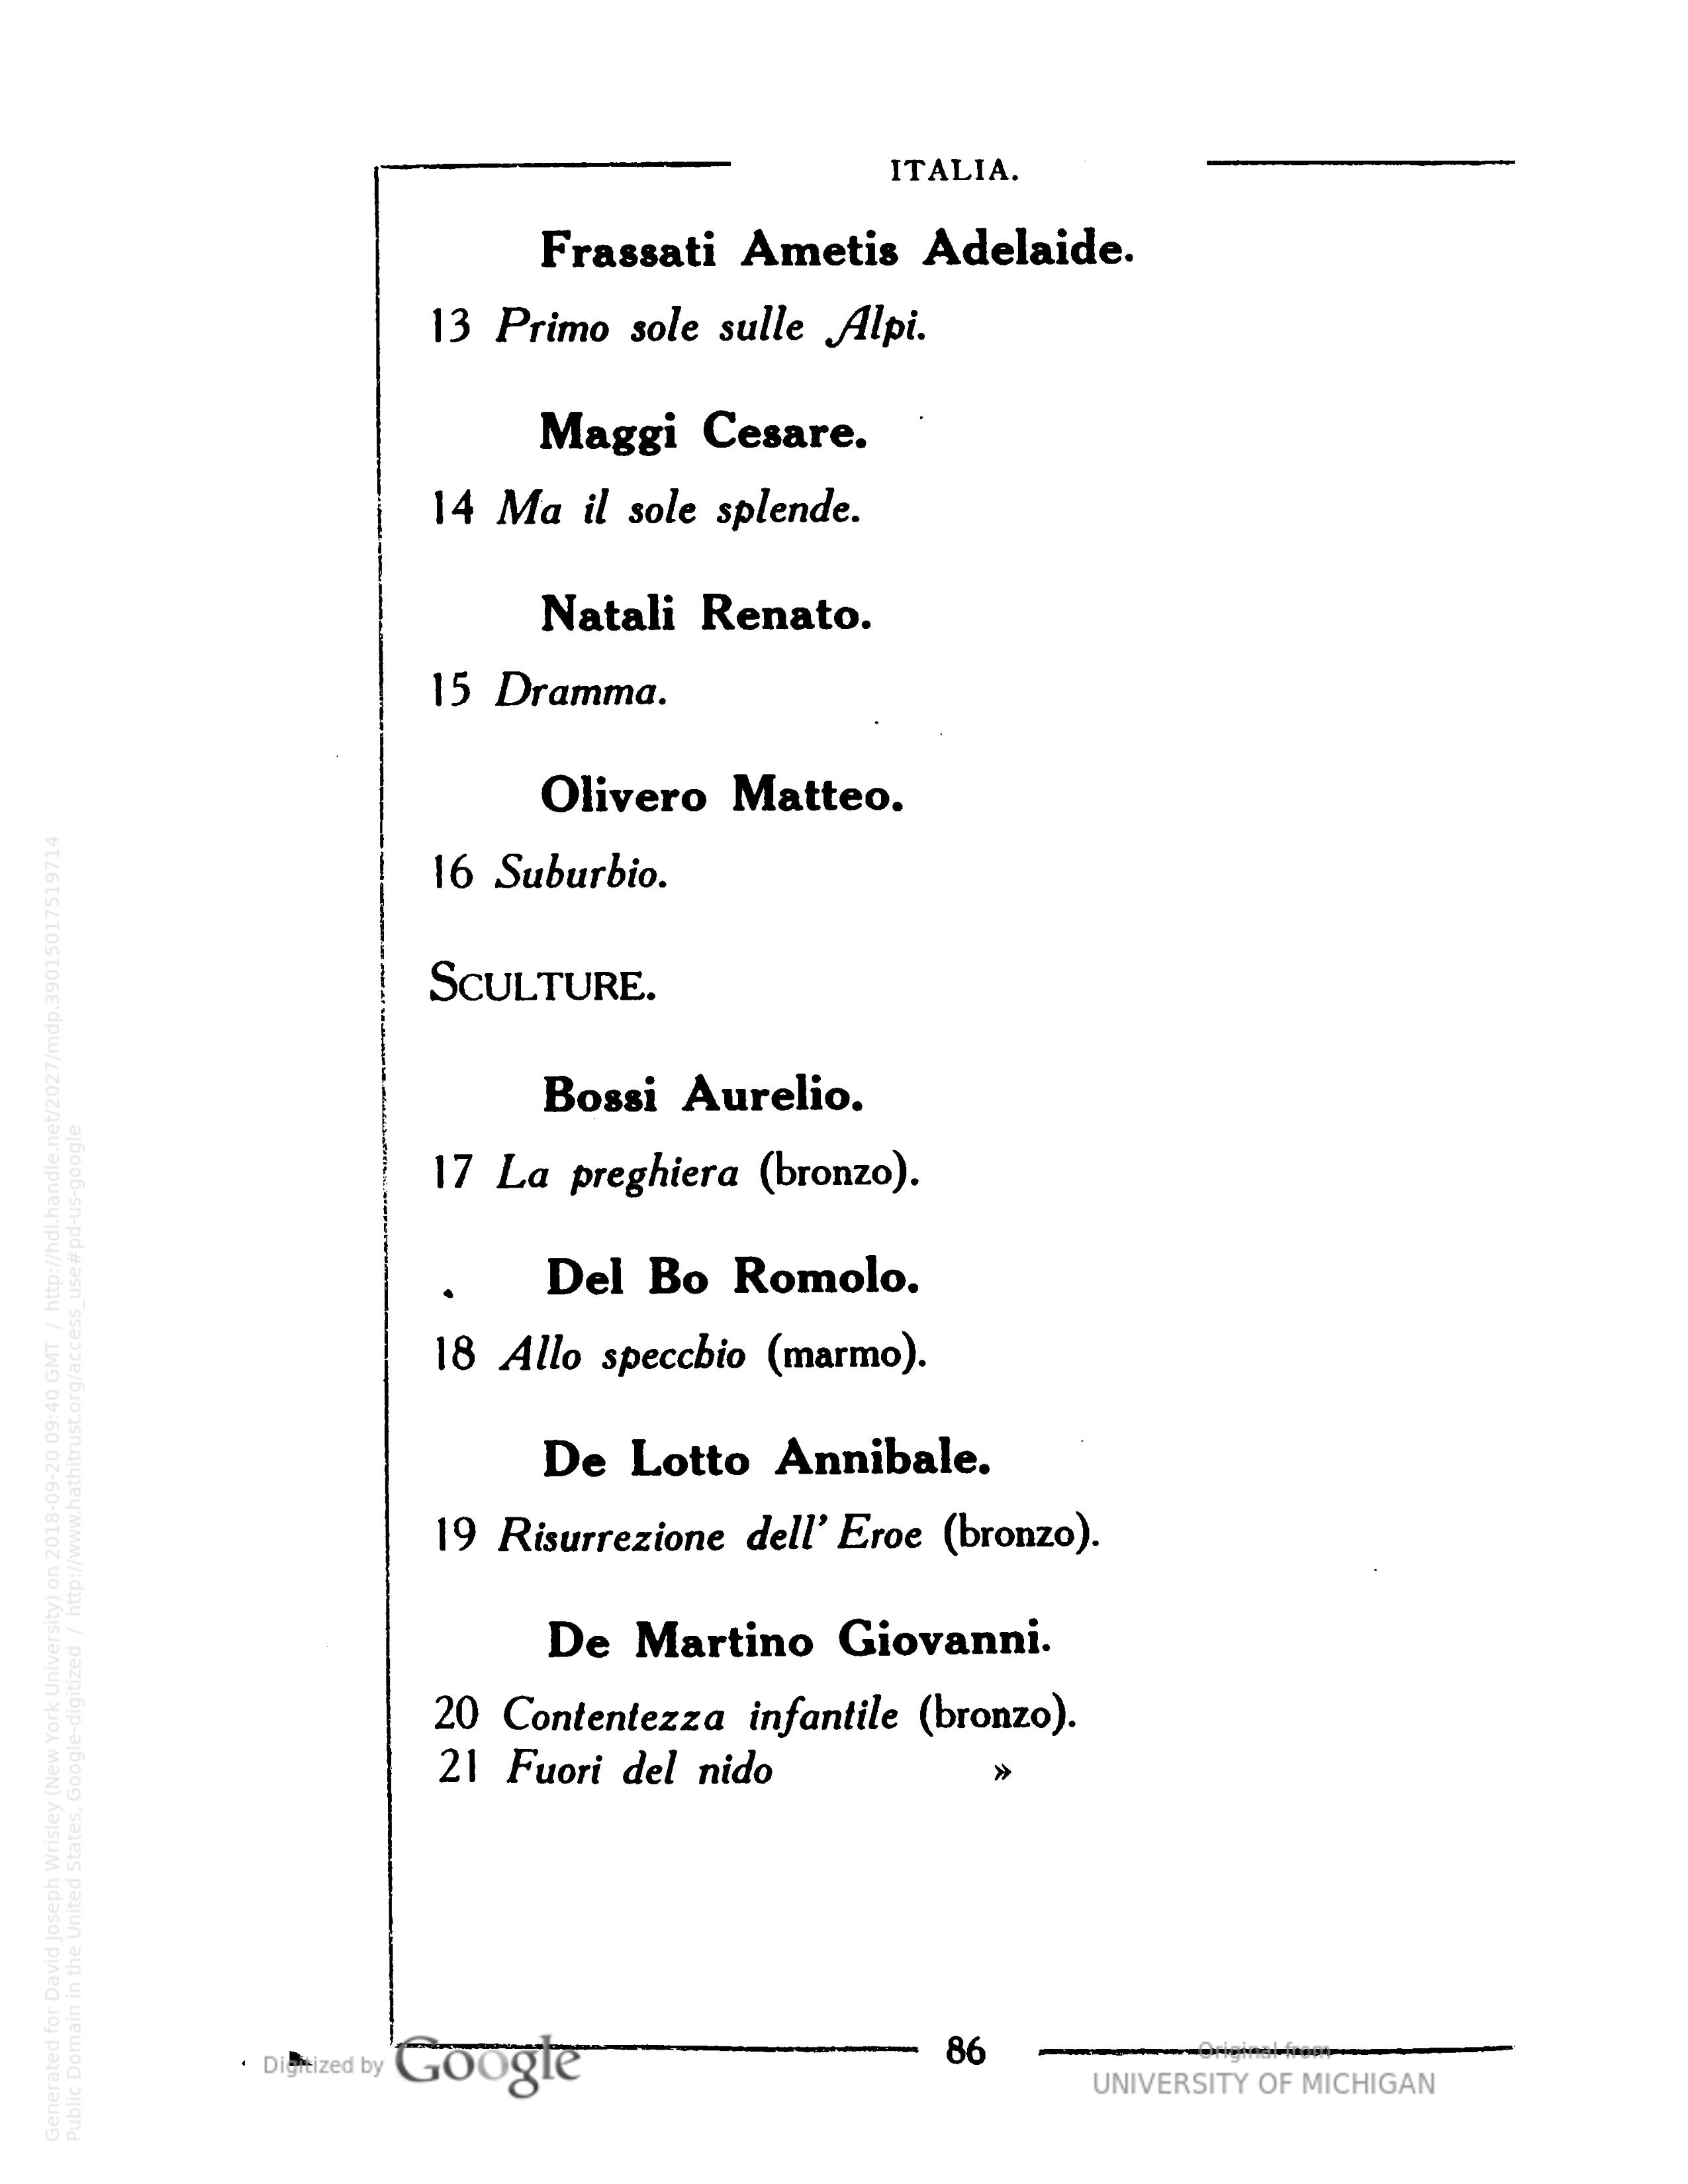 ITALIA.
Frassati Ametis Adelaide.
13 Primo sole sulle Alpi.
Maggi Cesare.
14 Ma il sole splende.
Natali Renato.
15 Dramma.
Olivero Matteo.
16 Suburbio.
SCULTURE.
Bossi Aurelio.
17 La preghiera (bronzo).
Del Bo Romolo.
18 Allo specchio (marmo).
De Lotto Annibale.
19 Risurrezione dell' Eroe (bronzo).
De Martino Giovanni.
20 Contentezza infantile (bronzo).
21 Fuori del nido »
86
Digitized by Google
Original from
UNIVERSITY OF MICHIGAN
Generated for David Joseph Wrisley (New York University) on 2018-09-20 09:40 GMT / http://hdl.handle.net/2027/mdp.39015017519714
Public Domain in the United States, Google-digitized / http://www.hathitrust.org/access_use#pd-us-google